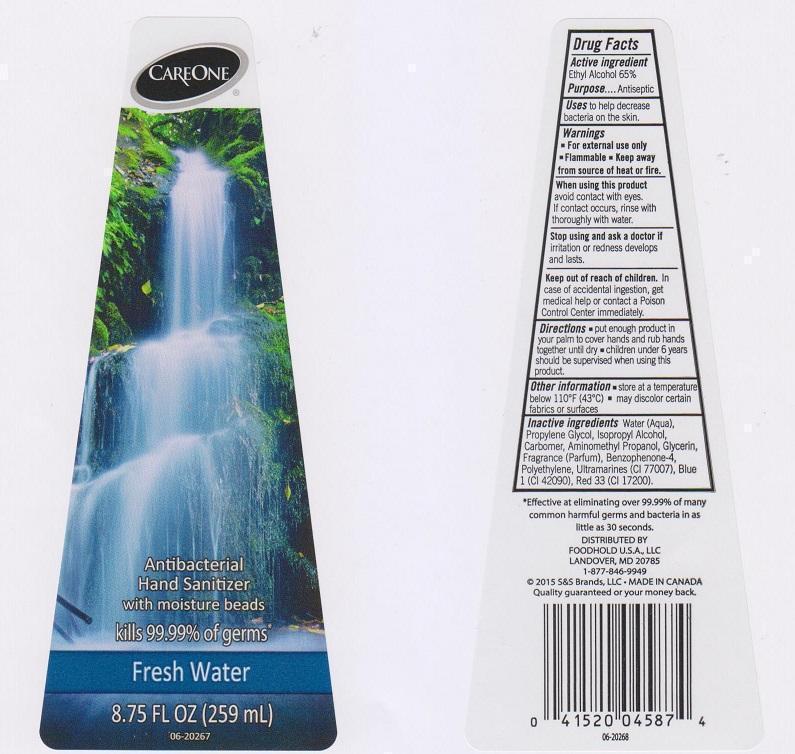 CAREONE
®
Antibacterial
Hand Sanitizer
with moisture beads
kills 99.99% of germs*
Fresh Water
8.75 FL OZ (259 mL)
06-20267
Drug Facts
Active ingredient
Ethyl Alcohol 65%
Purpose.... Antiseptic
Uses to help decrease
bacteria on the skin.
Warnings
▪ For external use only
▪ Flammable ▪ Keep away
from source of heat or fire.
When using this product
avoid contact with eyes.
If contact occurs, rinse with
thoroughly with water.
Stop using and ask a doctor if
irritation or redness develops
and lasts.
Keep out of reach of children. In
case of accidental ingestion, get
medical help or contact a Poison
Control Center immediately.
Directions ▪ put enough product in
your palm to cover hands and rub hands
together until dry ▪ children under 6 years
should be supervised when using this
product.
Other information ▪ store at a temperature
below 110°F (43°C) ▪ may discolor certain
fabrics or surfaces
Inactive ingredients Water (Aqua),
Propylene Glycol, Isopropyl Alcohol,
Carbomer, Aminomethyl Propanol, Glycerin,
Fragrance (Parfum), Benzophenone-4,
Polyethylene, Ultramarines (CI 77007), Blue
1 (CI 42090), Red 33 (CI 17200).
*Effective at eliminating over 99.99% of many
common harmful germs and bacteria in as
little as 30 seconds.
DISTRIBUTED BY
FOODHOLD U.S.A., LLC
LANDOVER, MD 20785
1-877-846-9949
© 2015 S&S Brands, LLC • MADE IN CANADA
Quality guaranteed or your money back.
0 41520 04587 4
06-20268